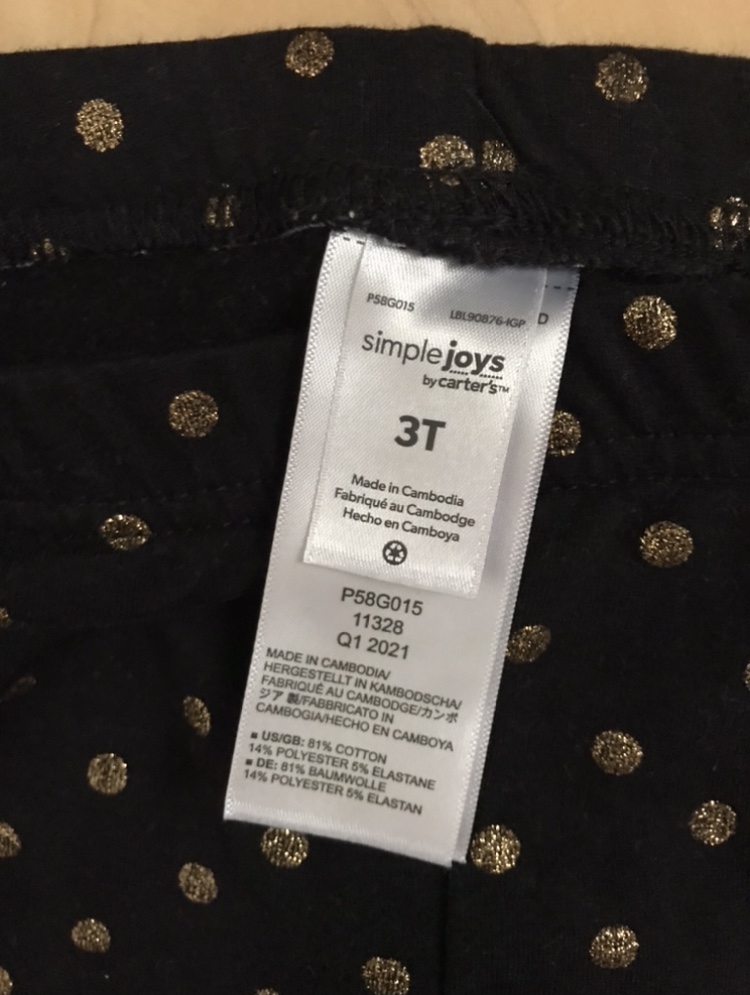 P58G015 LBL90876-IGP D
simple joys
by carter's™
3T
Made in Cambodia
Fabriqué au Cambodge
Hecho en Camboya
P58G015
11328
Q1 2021
MADE IN CAMBODIA/
HERGESTELLT IN KAMBODSCHA/
FABRIQUÉ AU CAMBODGE/カンボ
ジア 製/FABBRICATO IN
CAMBOGIA/HECHO EN CAMBOYA
▪ US/GB: 81% COTTON
14% POLYESTER 5% ELASTANE
▪ DE: 81% BAUMWOLLE
14% POLYESTER 5% ELASTAN